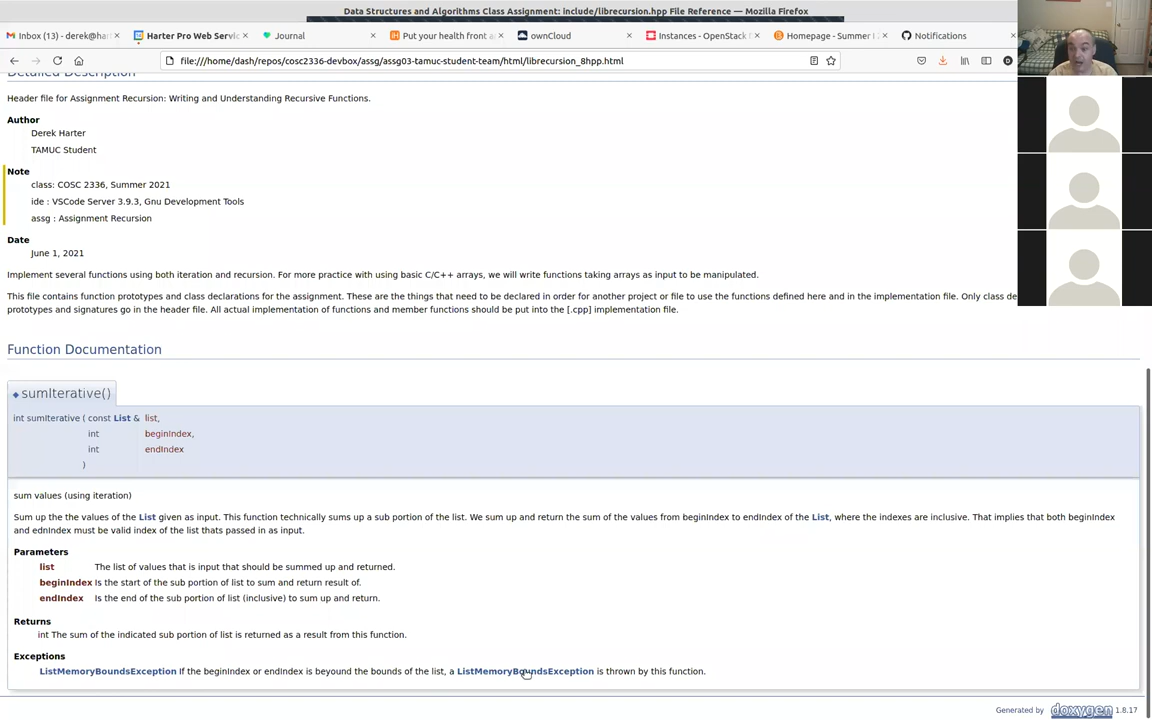 Data Structures and Algorithms Class Assignment: include/librecursion.hpp File Reference — Mozilla Firefox
Inbox (13) - derek@har
Harter Pro Web Servic
Journal
Put your health front a
ownCloud
Instances - OpenStack
Homepage - Summer I
Notifications
file:///home/dash/repos/cosc2336-devbox/assg/assg03-tamuc-student-team/html/librecursion_8hpp.html
Detailed Description
Header file for Assignment Recursion: Writing and Understanding Recursive Functions.
Author
Derek Harter
TAMUC Student
Note
class: COSC 2336, Summer 2021
ide : VSCode Server 3.9.3, Gnu Development Tools
assg : Assignment Recursion
Date
June 1, 2021
Implement several functions using both iteration and recursion. For more practice with using basic C/C++ arrays, we will write functions taking arrays as input to be manipulated.
This file contains function prototypes and class declarations for the assignment. These are the things that need to be declared in order for another project or file to use the functions defined here and in the implementation file. Only class de
prototypes and signatures go in the header file. All actual implementation of functions and member functions should be put into the [.cpp] implementation file.
Function Documentation
◆ sumIterative()
int sumIterative ( const List & list,
int beginIndex,
int endIndex
)
sum values (using iteration)
Sum up the the values of the List given as input. This function technically sums up a sub portion of the list. We sum up and return the sum of the values from beginIndex to endIndex of the List, where the indexes are inclusive. That implies that both beginIndex
and ednIndex must be valid index of the list thats passed in as input.
Parameters
list The list of values that is input that should be summed up and returned.
beginIndex Is the start of the sub portion of list to sum and return result of.
endIndex Is the end of the sub portion of list (inclusive) to sum up and return.
Returns
int The sum of the indicated sub portion of list is returned as a result from this function.
Exceptions
ListMemoryBoundsException If the beginIndex or endIndex is beyound the bounds of the list, a ListMemoryBoundsException is thrown by this function.
Generated by doxygen 1.8.17